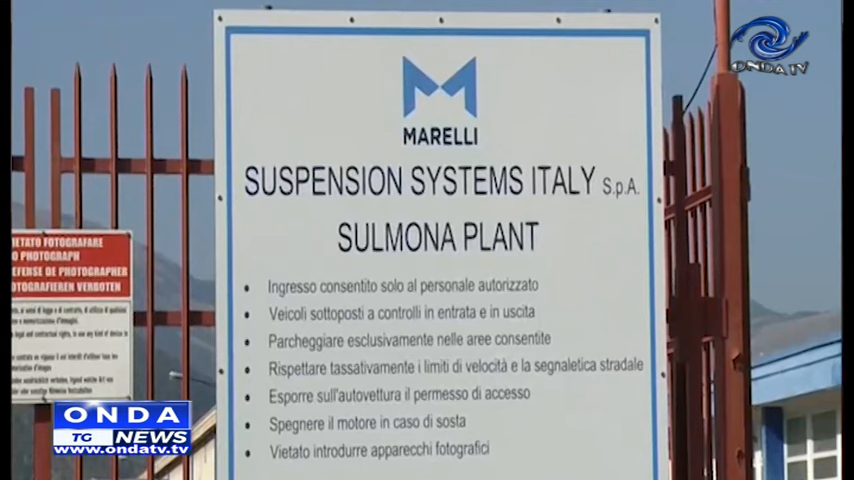 ONDA TV
MARELLI
SUSPENSION SYSTEMS ITALY S.p.A.
SULMONA PLANT
• Ingresso consentito solo al personale autorizzato
• Veicoli sottoposti a controlli in entrata e in uscita
• Parcheggiare esclusivamente nelle aree consentite
• Rispettare tassativamente i limiti di velocità e la segnaletica stradale
• Esporre sull'autovettura il permesso di accesso
• Spegnere il motore in caso di sosta
• Vietato introdurre apparecchi fotografici
VIETATO FOTOGRAFARE
NO PHOTOGRAPH
DEFENSE DE PHOTOGRAPHER
FOTOGRAFIEREN VERBOTEN
ONDA
TG NEWS
www.ondatv.tv